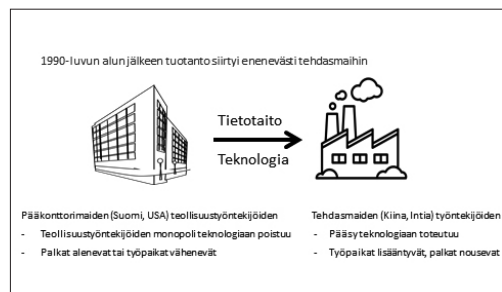 1990-luvun alun jälkeen tuotanto siirtyi enenevästi tehdasmaihin
Tietotaito
Teknologia
Pääkonttorimaiden (Suomi, USA) teollisuustyöntekijöiden
- Teollisuustyöntekijöiden monopoli teknologiaan poistuu
- Palkat alenevat tai työpaikat vähenevät
Tehdasmaiden (Kiina, Intia) työntekijöiden
- Pääsy teknologiaan toteutuu
- Työpaikat lisääntyvät, palkat nousevat